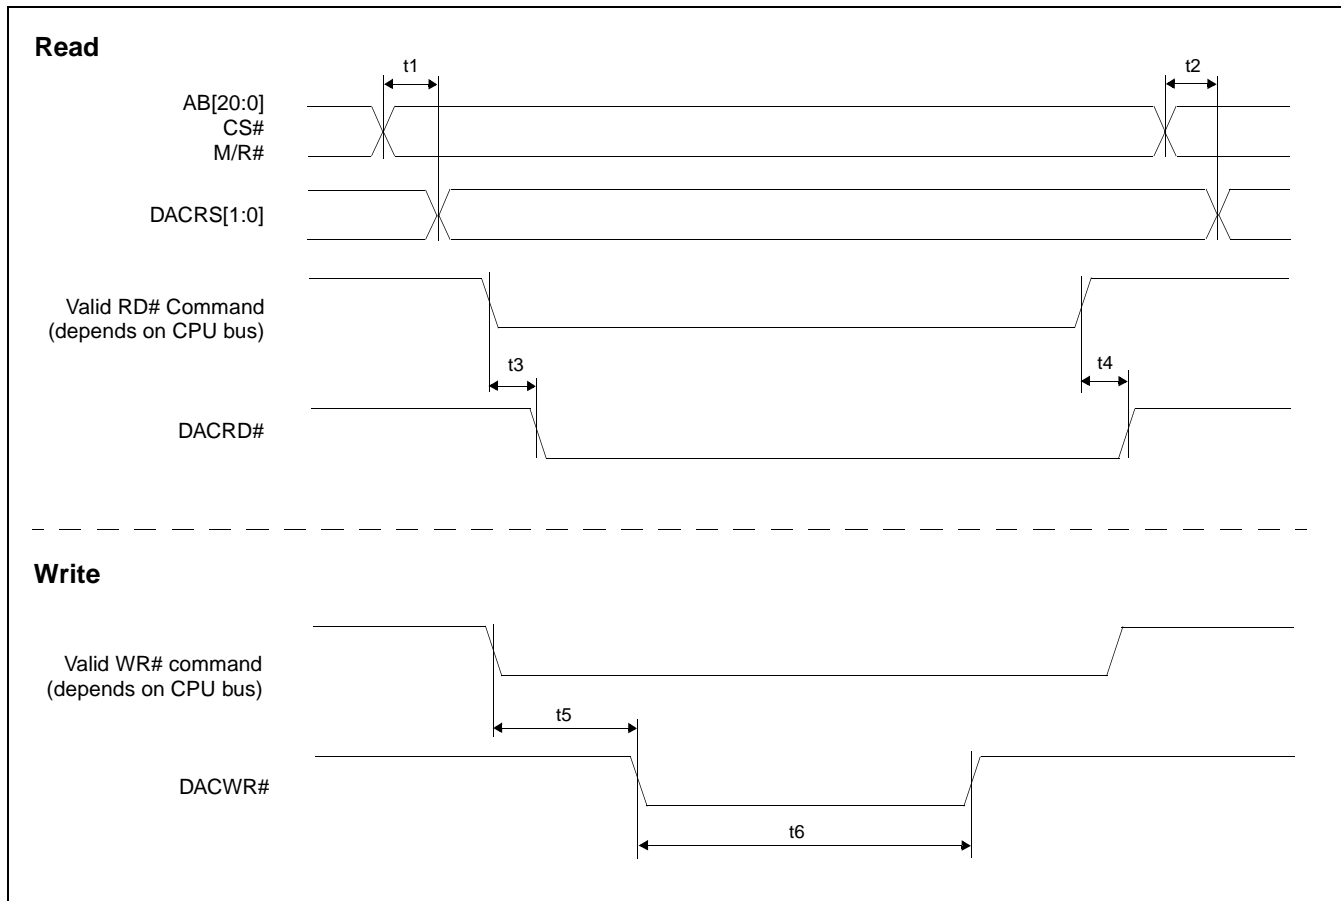 Read
t1
t2
AB[20:0]
CS#
M/R#
DACRS[1:0]
Valid RD# Command
(depends on CPU bus)
t3
t4
DACRD#
Write
Valid WR# command
(depends on CPU bus)
t5
DACWR#
t6